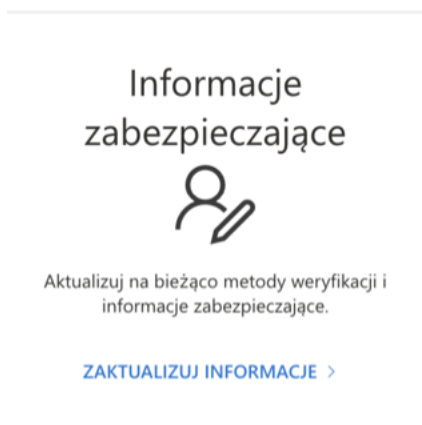 Informacje
zabezpieczające
Aktualizuj na bieżąco metody weryfikacji i
informacje zabezpieczające.
ZAKTUALIZUJ INFORMACJE >